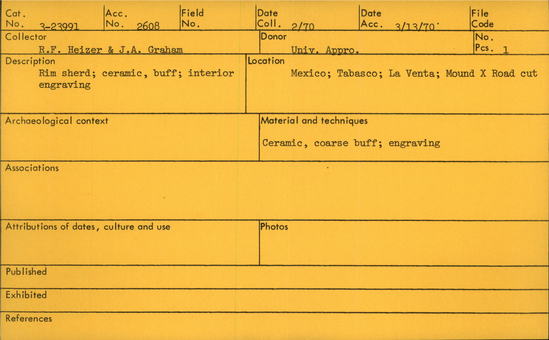 Cat. No. 3-23991 Acc. No. 2608 Field No. Date Coll. 2/70 Date Acc. 3/13/70 File Code
Collector Donor No. Pcs. 1
R.F. Heizer & J.A. Graham Univ. Appro.
Description Location
Rim sherd; ceramic, buff; interior Mexico; Tabasco; La Venta; Mound X Road cut
engraving
Archaeological context Material and techniques
Ceramic, coarse buff; engraving
Associations
Attributions of dates, culture and use Photos
Published
Exhibited
References